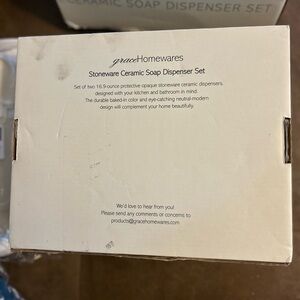 CERAMIC SOAP DISPENSER SET
graceHomewares
Stoneware Ceramic Soap Dispenser Set
Set of two 16.9-ounce protective opaque stoneware ceramic dispensers,
designed with your kitchen and bathroom in mind.
The durable baked-in color and eye-catching neutral-modern
design will complement your home beautifully.
We'd love to hear from you!
Please send any comments or concerns to
products@gracehomewares.com